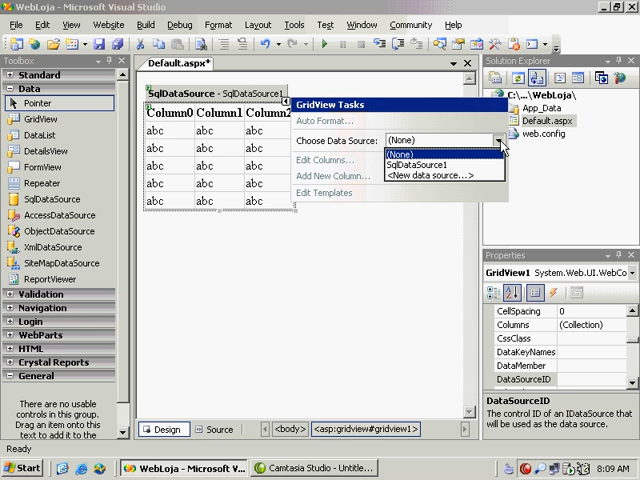 WebLoja - Microsoft Visual Studio
File Edit View Website Build Debug Format Layout Tools Window Community Help
Toolbox
Standard
Data
Pointer
GridView
DataList
DetailsView
FormView
Repeater
SqlDataSource
AccessDataSource
ObjectDataSource
XmlDataSource
SiteMapDataSource
ReportViewer
Validation
Navigation
Login
WebParts
HTML
Crystal Reports
General
There are no usable
controls in this group.
Drag an item onto this
text to add it to the
Default.aspx*
SqlDataSource - SqlDataSource1
Column0 Column1 Column2
abc abc abc
abc abc abc
abc abc abc
abc abc abc
abc abc abc
GridView Tasks
Auto Format...
Choose Data Source: (None)
(None)
SqlDataSource1
<New data source...>
Edit Columns...
Add New Column...
Edit Templates
Design Source <body> <asp:gridview#gridview1>
Solution Explorer
C:\...\WebLoja\
App_Data
Default.aspx
web.config
Properties
GridView1 System.Web.UI.WebCo
CellSpacing 0
Columns (Collection)
CssClass
DataKeyNames
DataMember
DataSourceID
DataSourceID
The control ID of an IDataSource that
will be used as the data source.
Ready
Start WebLoja - Microsoft V... Camtasia Studio - Untitle... 8:09 AM